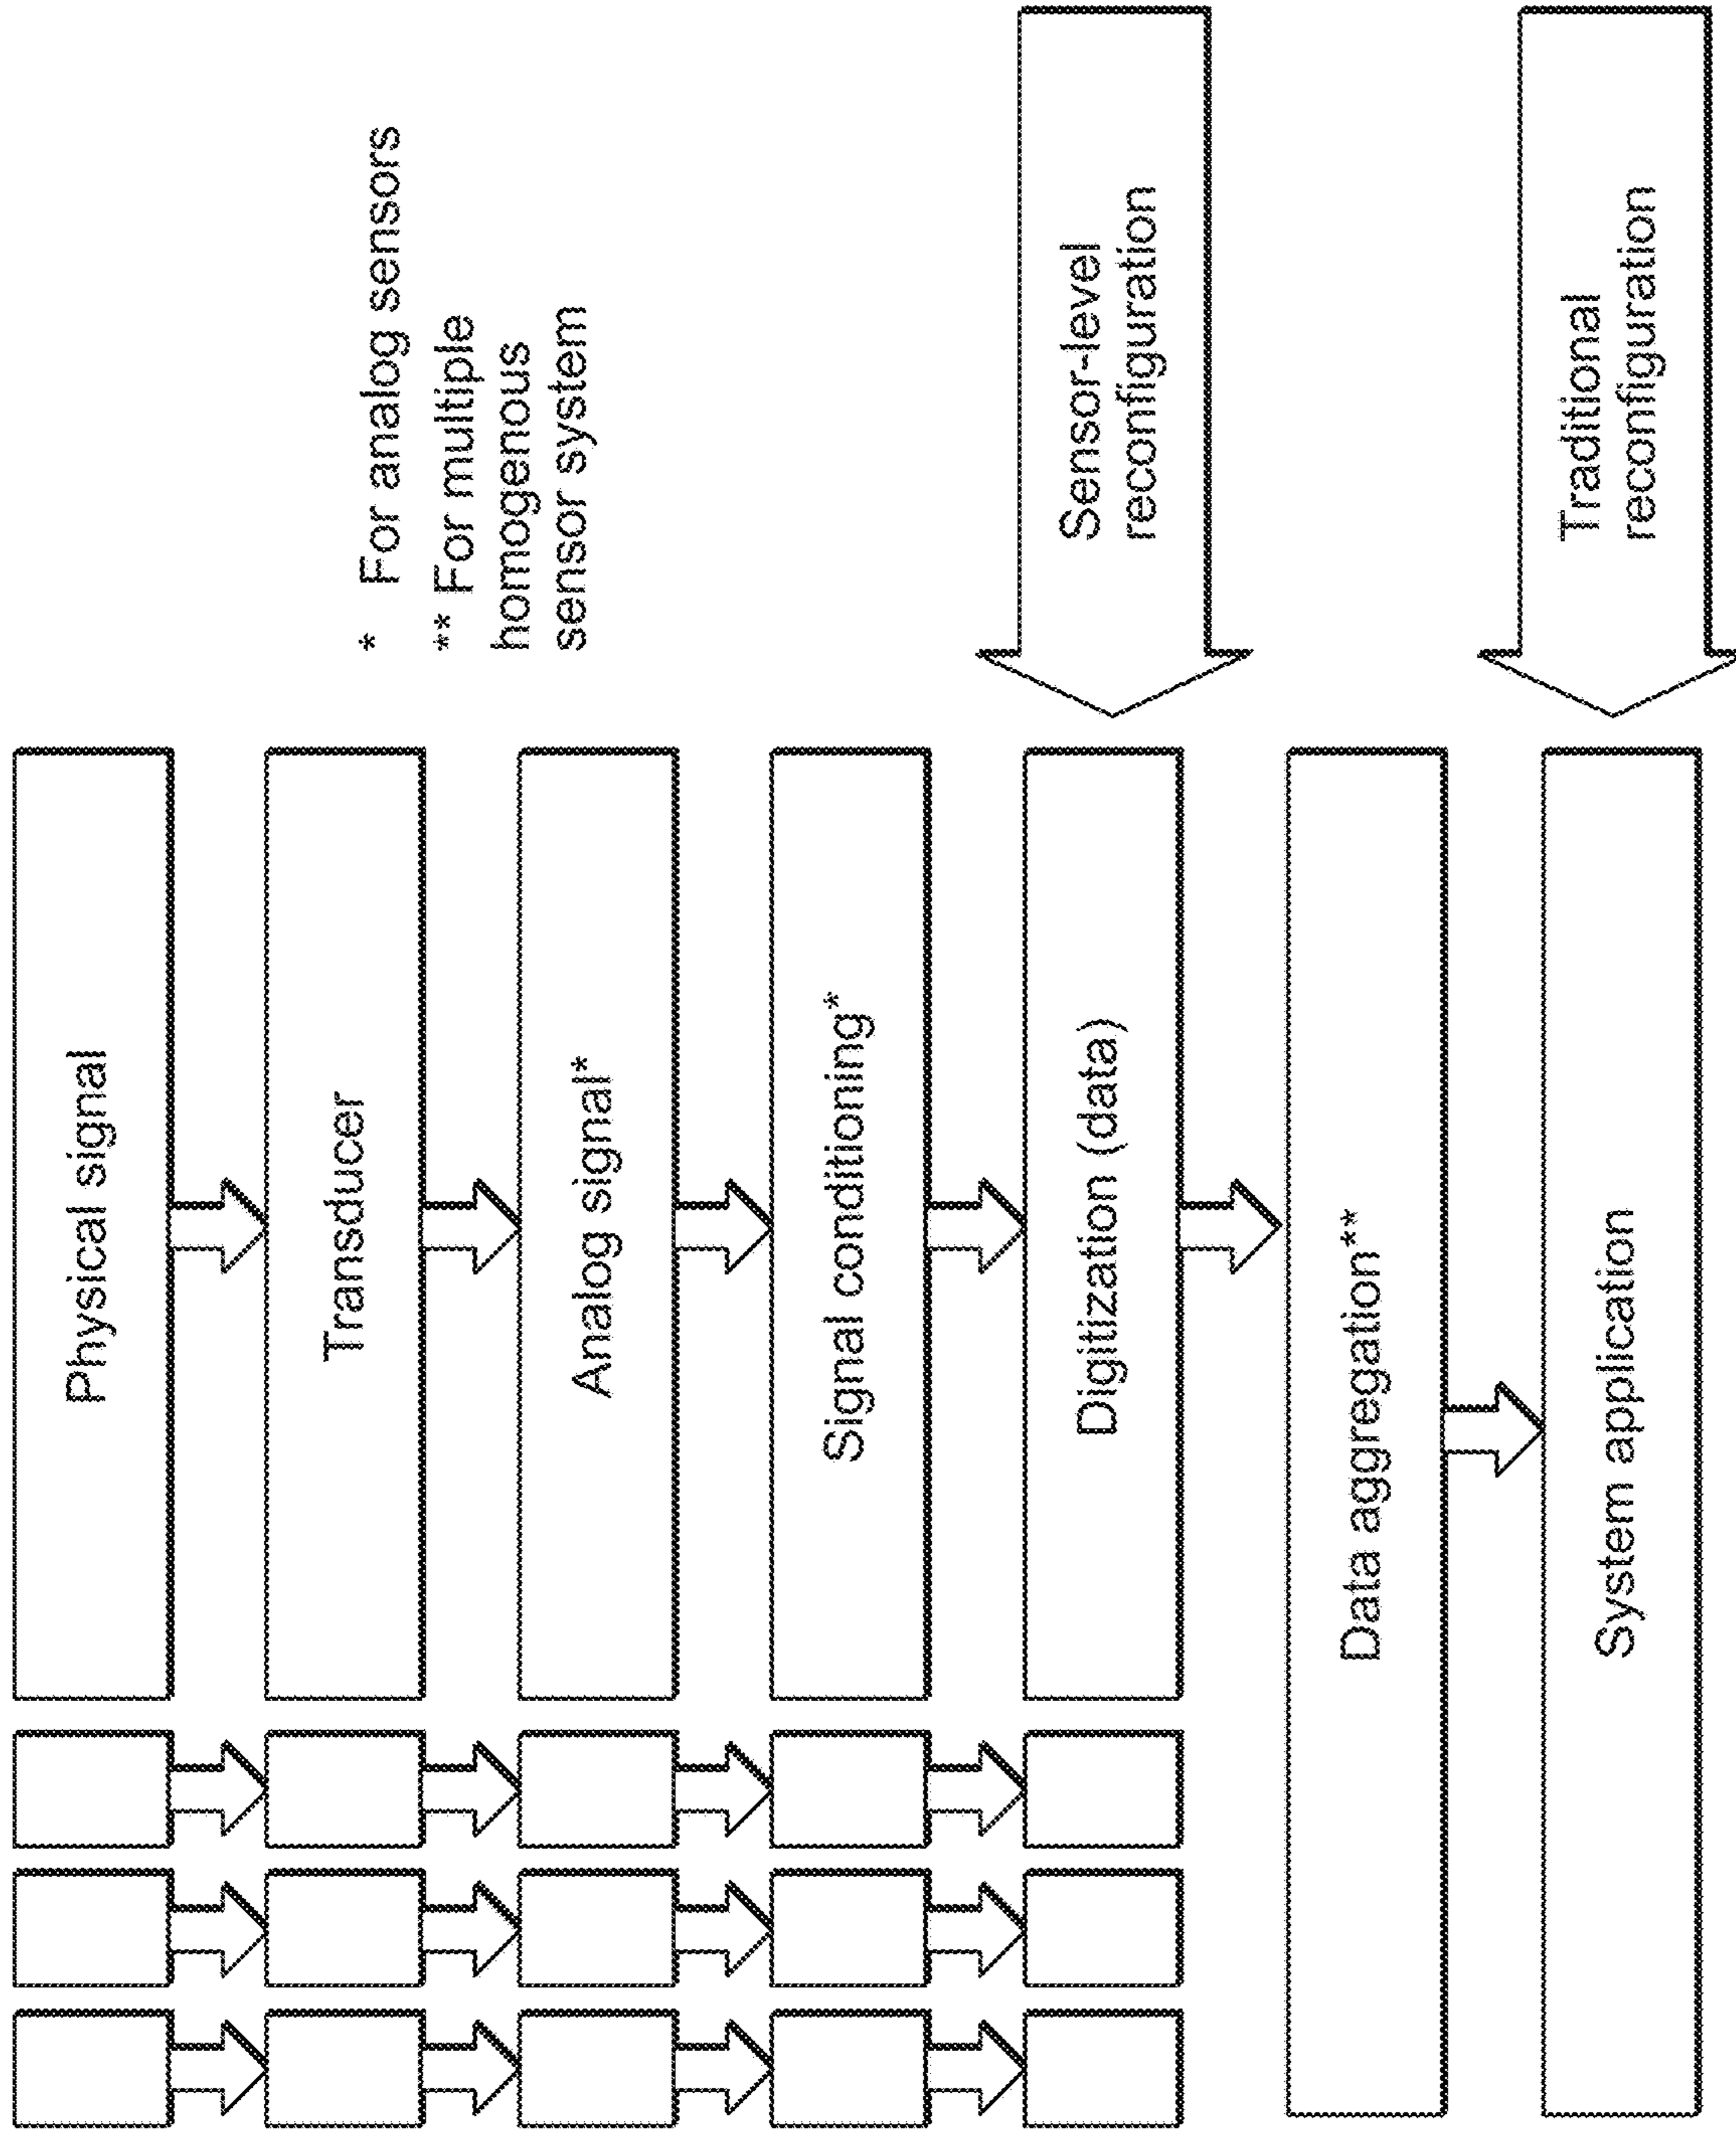 Physical signal
Transducer
Analog signal*
Signal conditioning*
Digitization (data)
Data aggregation**
System application
* For analog sensors
** For multiple
homogenous
sensor system
Sensor-level
reconfiguration
Traditional
reconfiguration